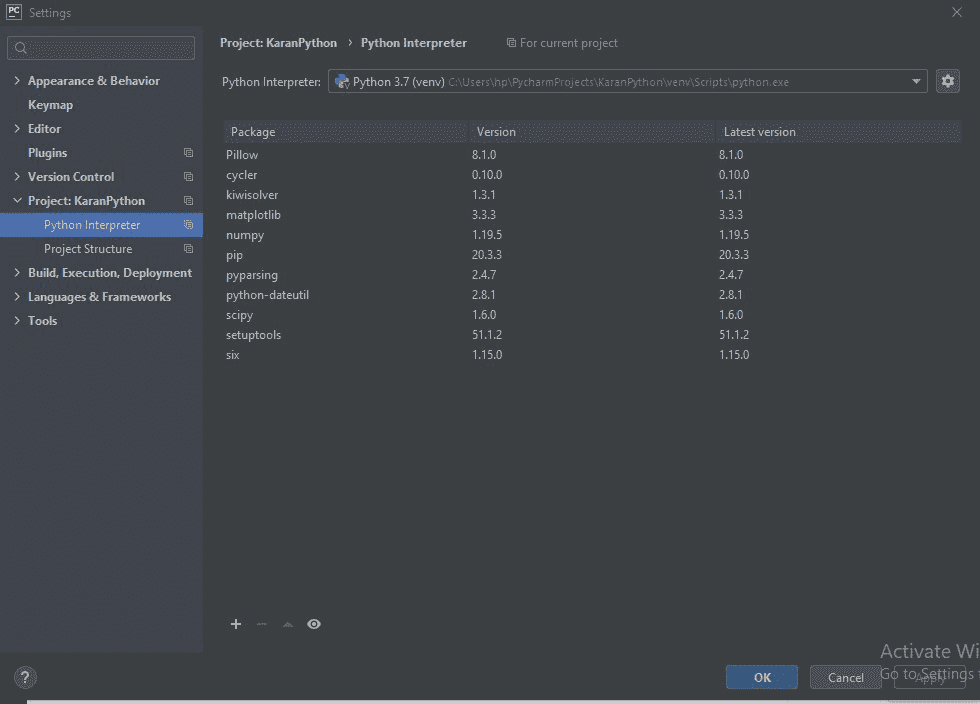 PC Settings
Project: KaranPython › Python Interpreter For current project
Python Interpreter: Python 3.7 (venv) C:\Users\hp\PycharmProjects\KaranPython\venv\Scripts\python.exe
Appearance & Behavior
Keymap
Editor
Plugins
Version Control
Project: KaranPython
Python Interpreter
Project Structure
Build, Execution, Deployment
Languages & Frameworks
Tools
Package Version Latest version
Pillow 8.1.0 8.1.0
cycler 0.10.0 0.10.0
kiwisolver 1.3.1 1.3.1
matplotlib 3.3.3 3.3.3
numpy 1.19.5 1.19.5
pip 20.3.3 20.3.3
pyparsing 2.4.7 2.4.7
python-dateutil 2.8.1 2.8.1
scipy 1.6.0 1.6.0
setuptools 51.1.2 51.1.2
six 1.15.0 1.15.0
Activate Wi
Go to Settings t
? OK Cancel Apply